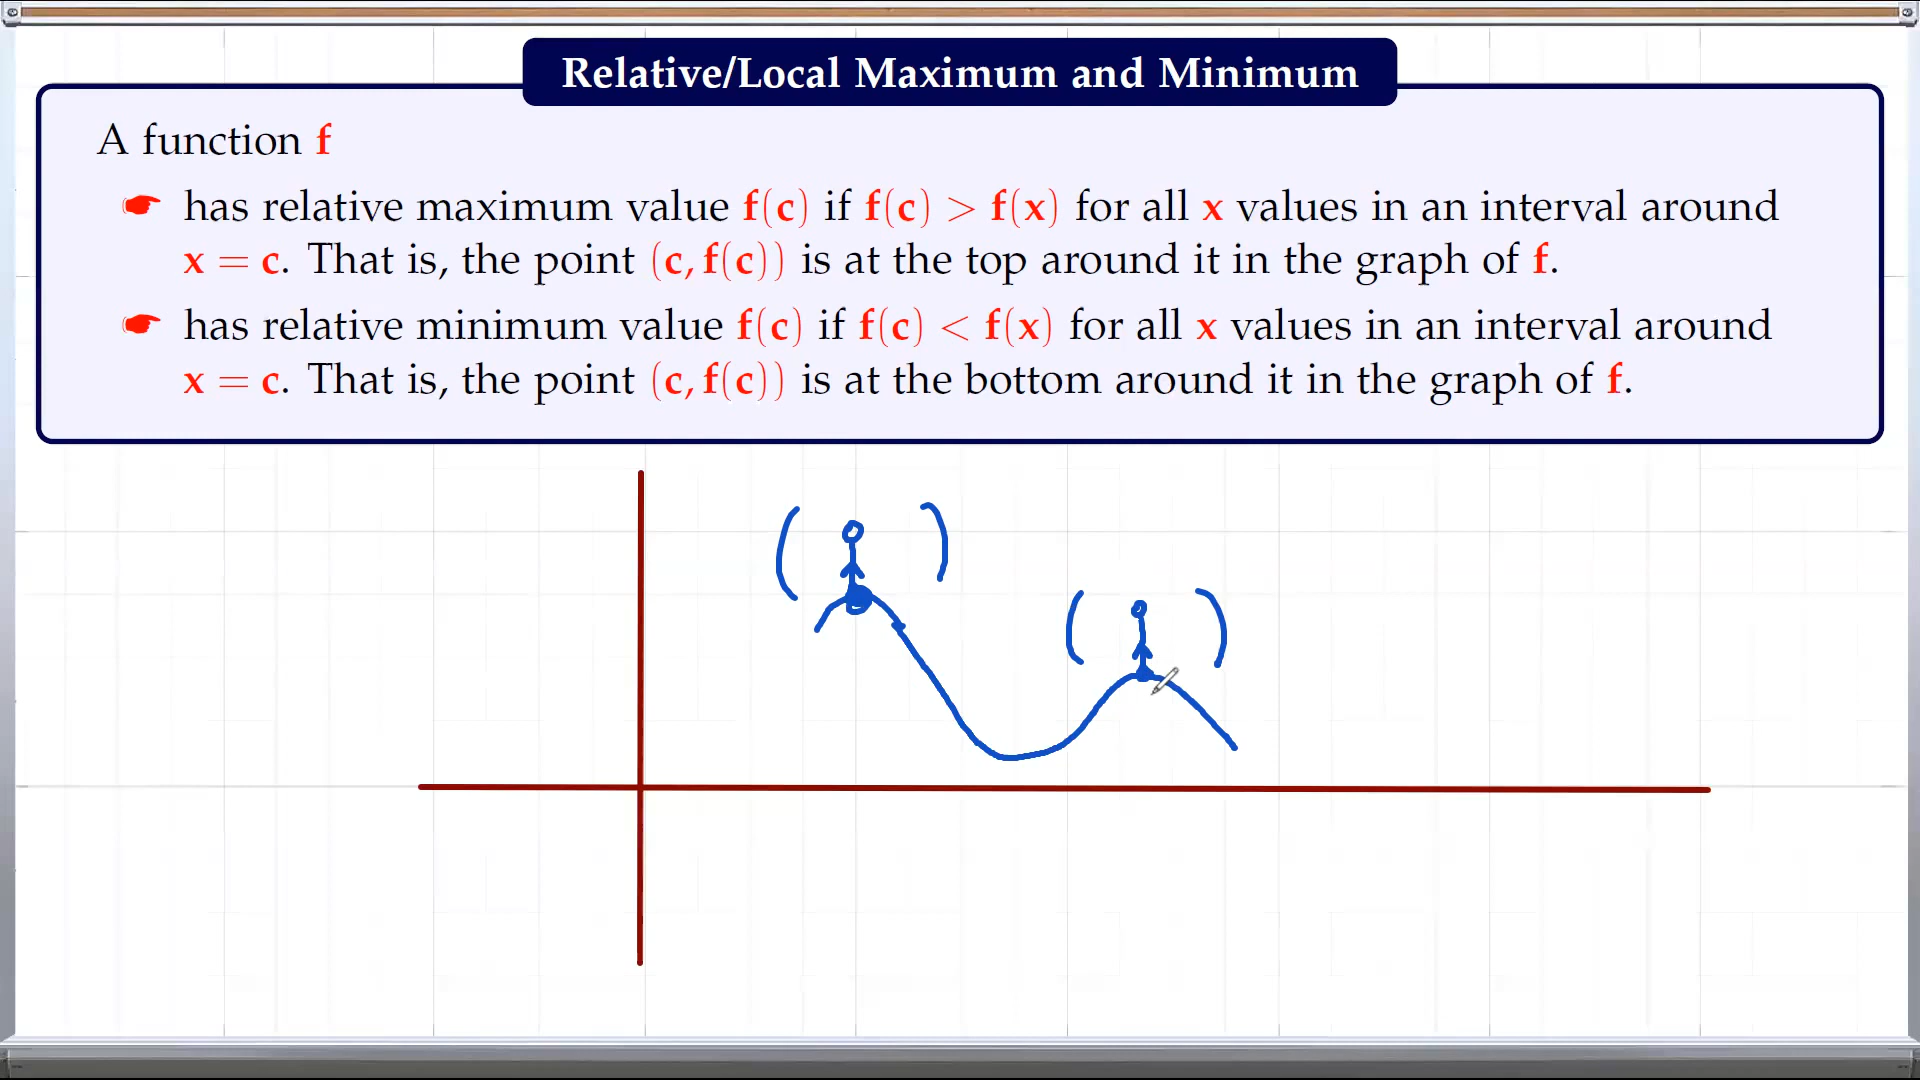 Relative/Local Maximum and Minimum
A function f
☛ has relative maximum value f(c) if f(c) > f(x) for all x values in an interval around
x = c. That is, the point (c, f(c)) is at the top around it in the graph of f.
☛ has relative minimum value f(c) if f(c) < f(x) for all x values in an interval around
x = c. That is, the point (c, f(c)) is at the bottom around it in the graph of f.